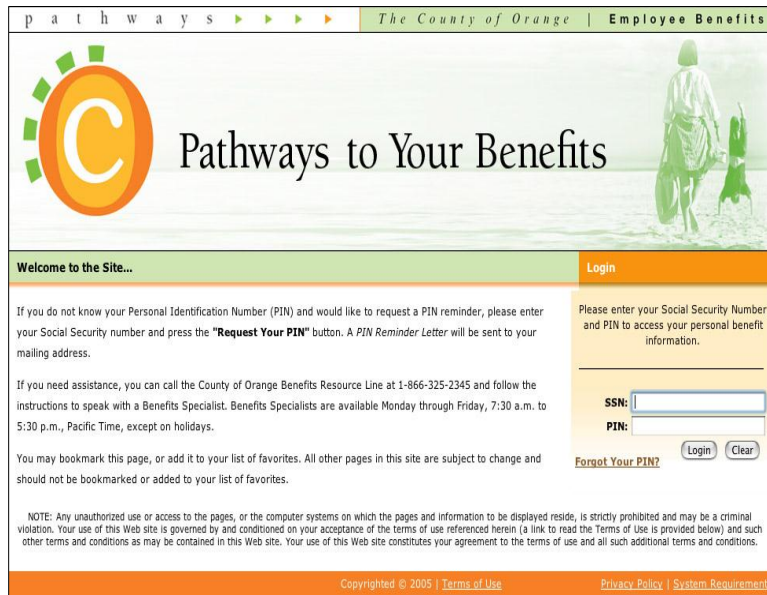 pathways
The County of Orange | Employee Benefits
C
Pathways to Your Benefits
Welcome to the Site...
If you do not know your Personal Identification Number (PIN) and would like to request a PIN reminder, please enter
your Social Security number and press the "Request Your PIN" button. A PIN Reminder Letter will be sent to your
mailing address.
If you need assistance, you can call the County of Orange Benefits Resource Line at 1-866-325-2345 and follow the
instructions to speak with a Benefits Specialist. Benefits Specialists are available Monday through Friday, 7:30 a.m. to
5:30 p.m., Pacific Time, except on holidays.
You may bookmark this page, or add it to your list of favorites. All other pages in this site are subject to change and
should not be bookmarked or added to your list of favorites.
Login
Please enter your Social Security Number
and PIN to access your personal benefit
information.
SSN:
PIN:
Forgot Your PIN? Login Clear
NOTE: Any unauthorized use or access to the pages, or the computer systems on which the pages and information to be displayed reside, is strictly prohibited and may be a criminal
violation. Your use of this Web site is governed by and conditioned on your acceptance of the terms of use referenced herein (a link to read the Terms of Use is provided below) and such
other terms and conditions as may be contained in this Web site. Your use of this Web site constitutes your agreement to the terms of use and all such additional terms and conditions.
Copyrighted © 2005 | Terms of Use Privacy Policy | System Requirement